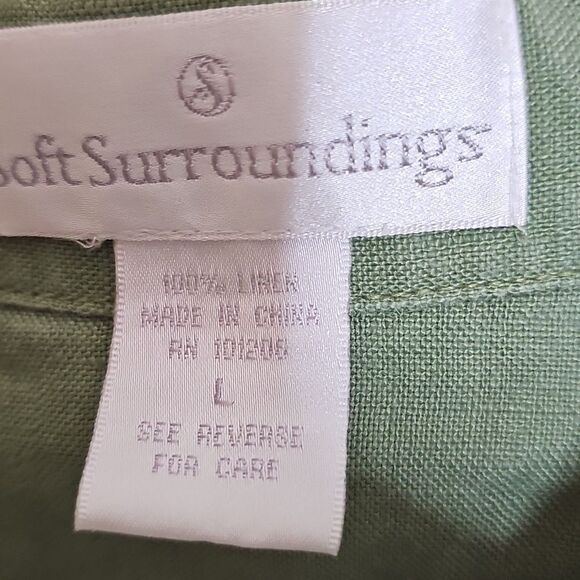 S
Soft Surroundings
100% LINEN
MADE IN CHINA
RN 101206
L
SEE REVERSE
FOR CARE